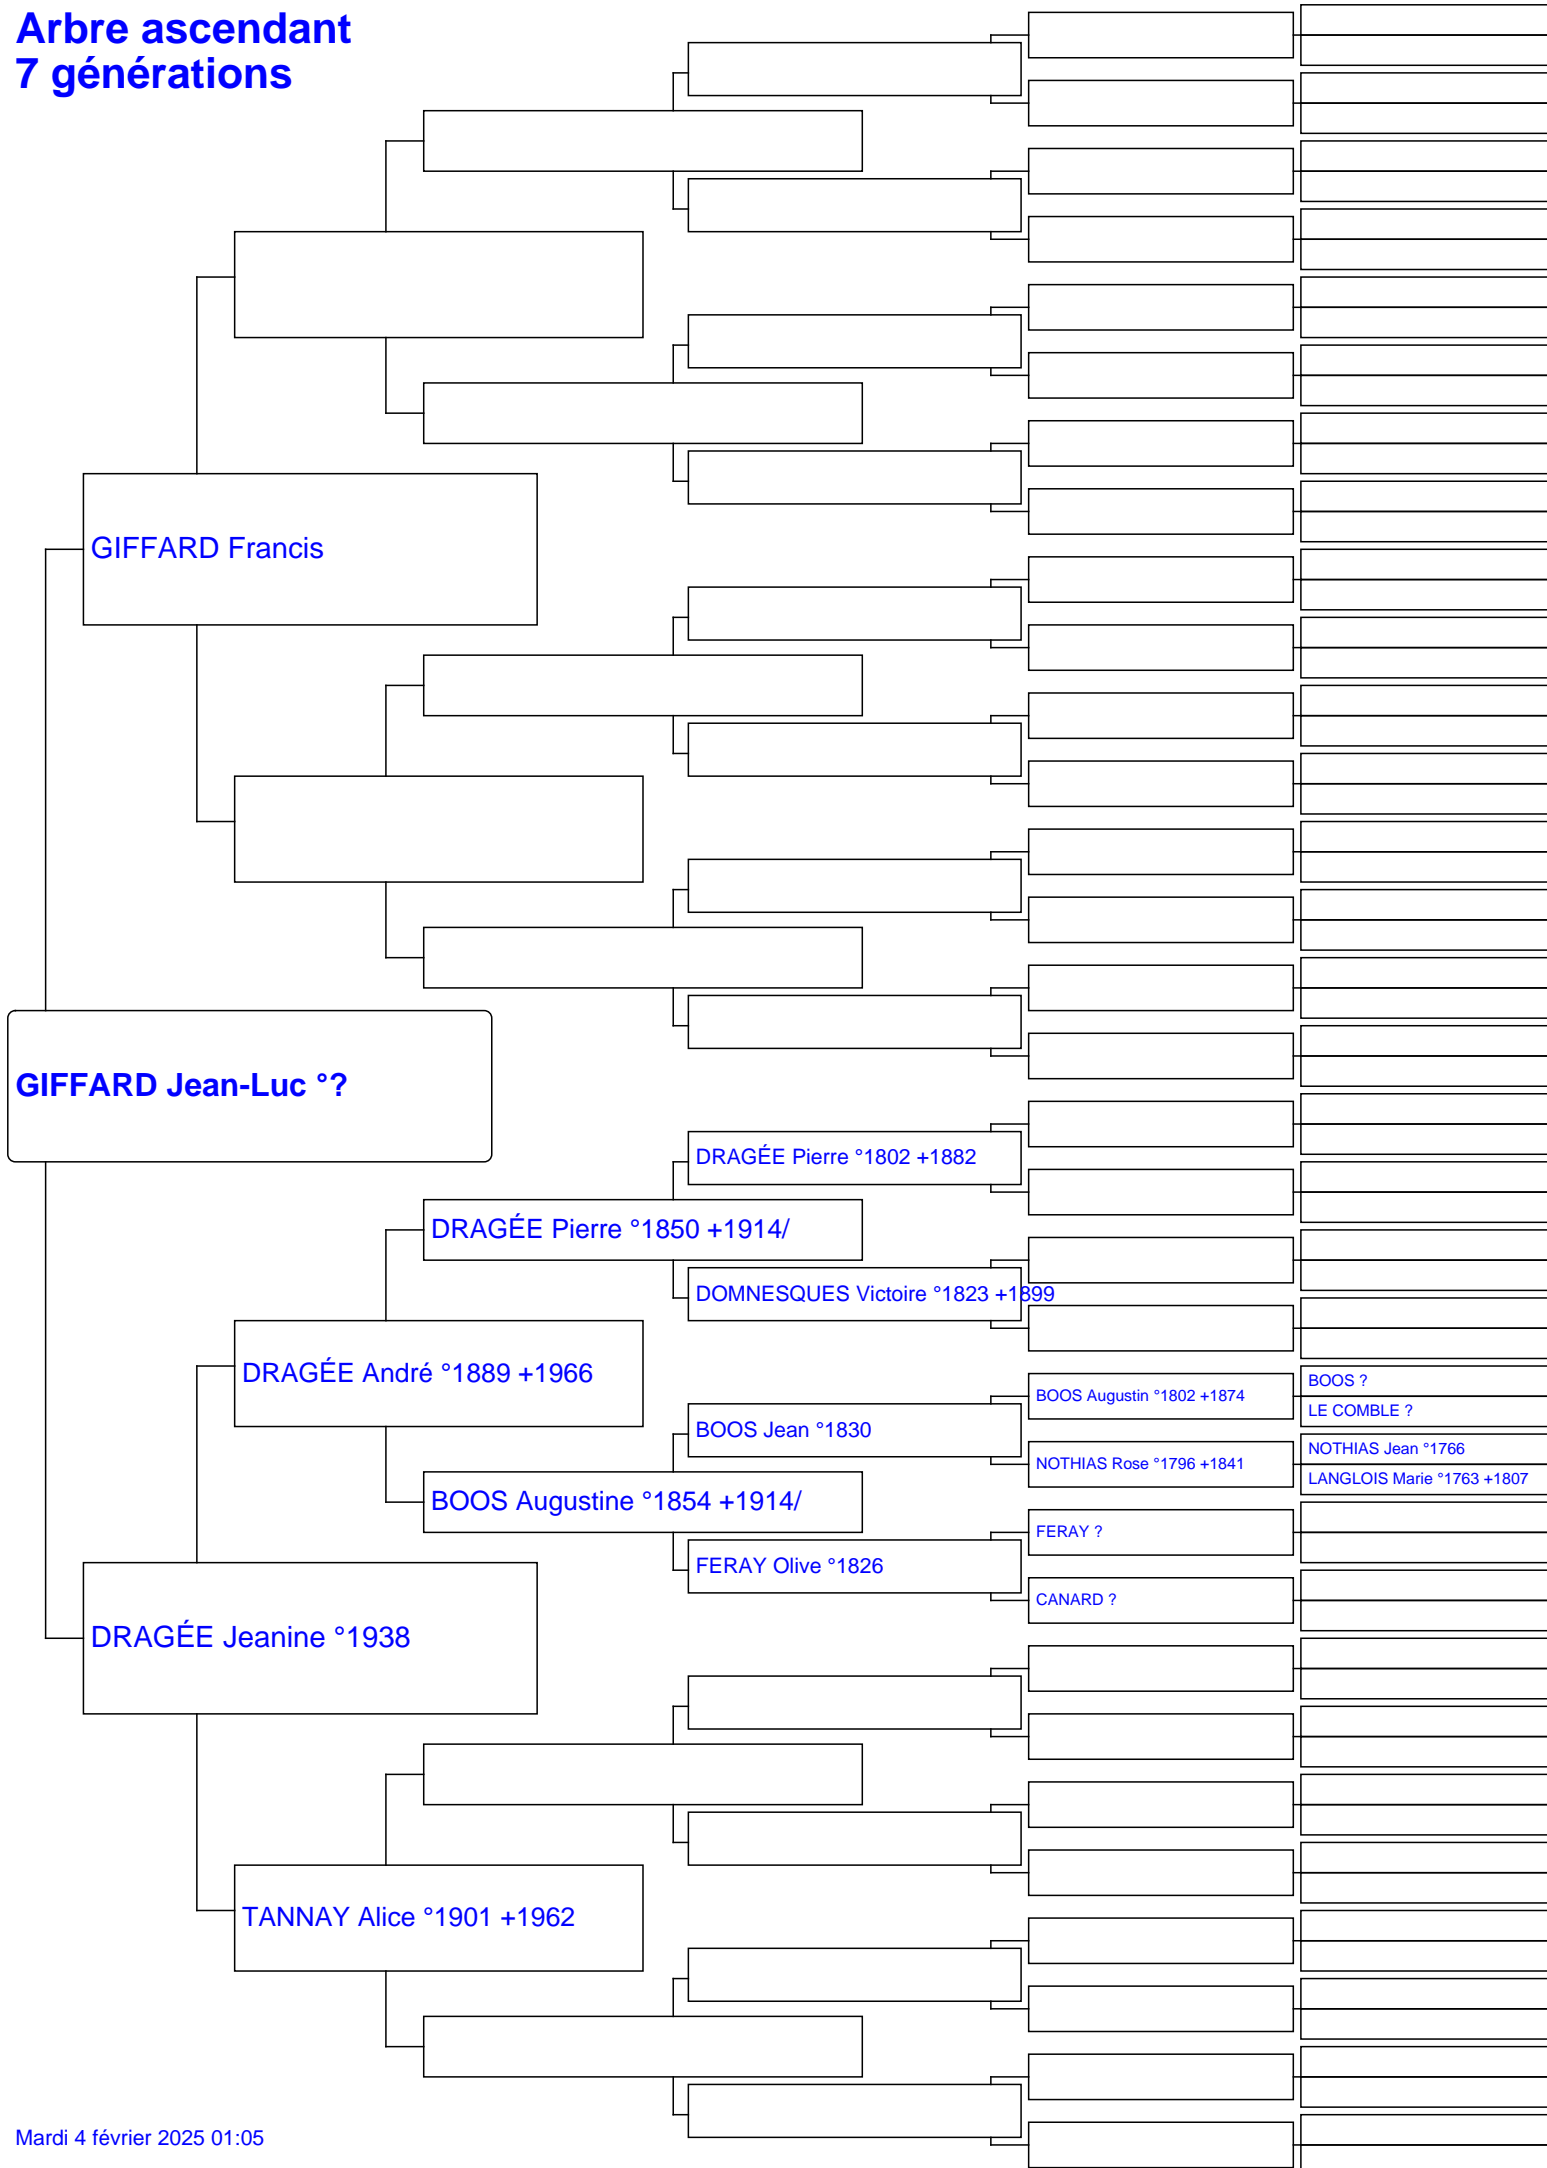 Arbre ascendant
7 générations
GIFFARD Francis
GIFFARD Jean-Luc °?
DRAGÉE Pierre °1802 +1882
DRAGÉE Pierre °1850 +1914/
DOMNESQUES Victoire °1823 +1899
DRAGÉE André °1889 +1966
BOOS ?
BOOS Augustin °1802 +1874
LE COMBLE ?
BOOS Jean °1830
NOTHIAS Jean °1766
NOTHIAS Rose °1796 +1841
LANGLOIS Marie °1763 +1807
BOOS Augustine °1854 +1914/
FERAY ?
FERAY Olive °1826
CANARD ?
DRAGÉE Jeanine °1938
TANNAY Alice °1901 +1962
Mardi 4 février 2025 01:05